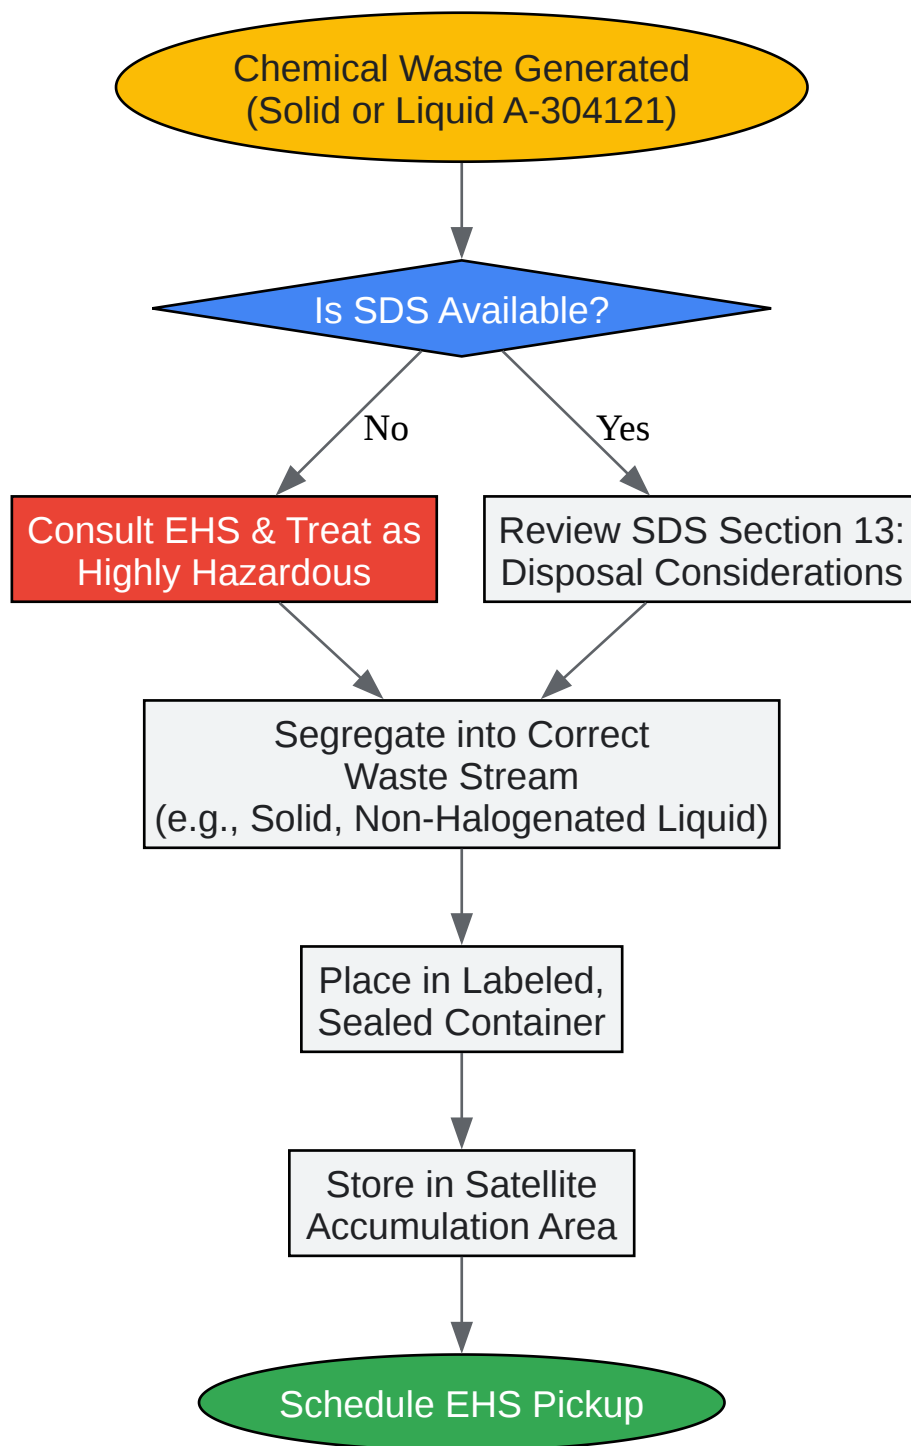 Chemical Waste Generated
(Solid or Liquid A-304121)
Is SDS Available?
No
Yes
Consult EHS & Treat as
Highly Hazardous
Review SDS Section 13:
Disposal Considerations
Segregate into Correct
Waste Stream
(e.g., Solid, Non-Halogenated Liquid)
Place in Labeled,
Sealed Container
Store in Satellite
Accumulation Area
Schedule EHS Pickup